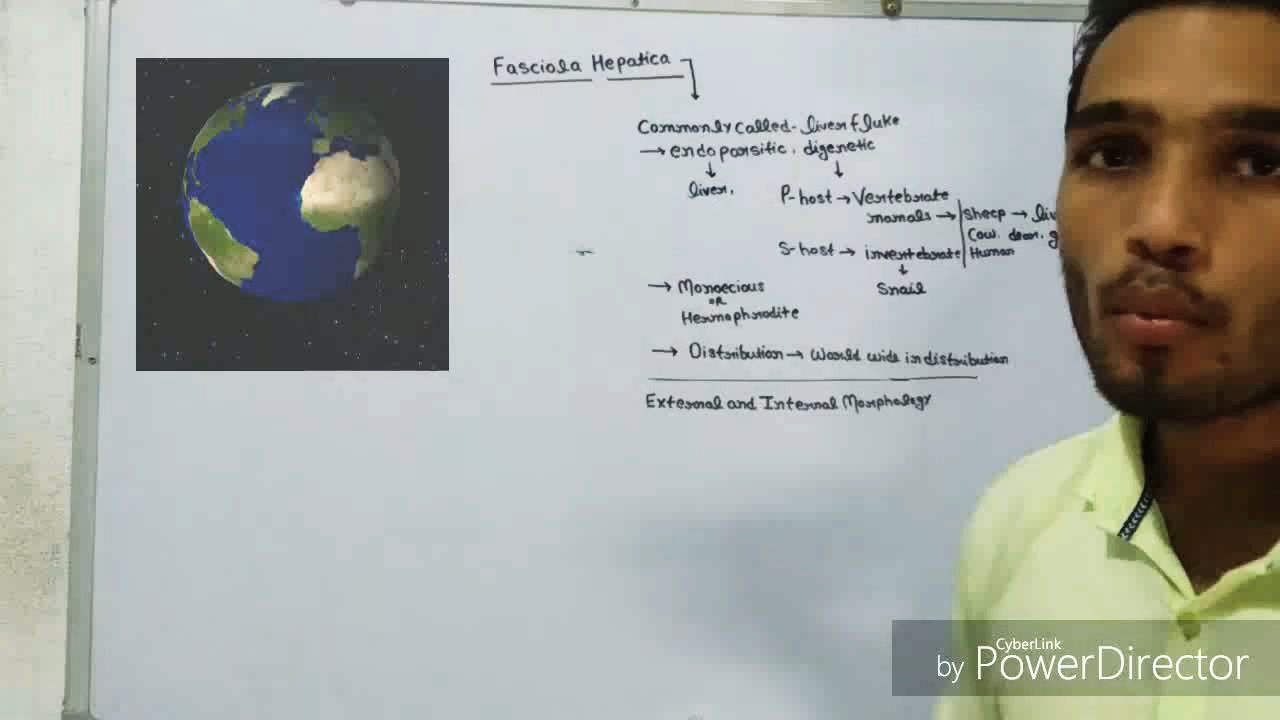 Fasciola Hepatica
Commonly called - liver fluke
→ endoparsitic, digenetic
↓ ↓
liver.
P-host → Vertebrate
mamals → Sheep →
Cow. deer.
Human
S-host → invertebrate
↓
Snail
→ Monoecious
OR
Hermophrodite
→ Distribution → World wide in distribution
External and Internal Morphology
CyberLink
by PowerDirector